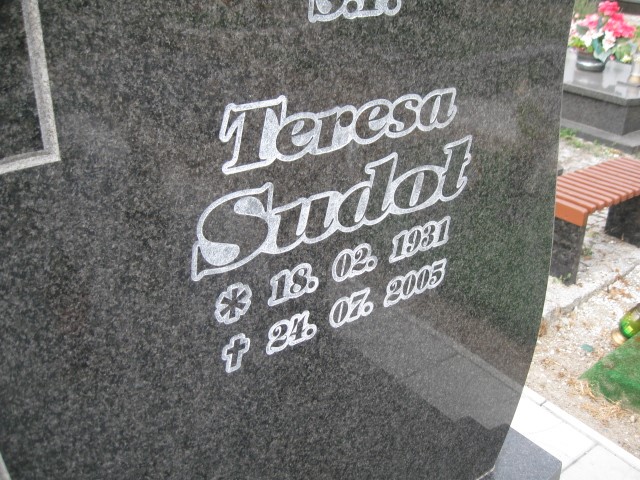 Ś.P.
Teresa
Sudoł
* 18. 02. 1931
✝ 24. 07. 2005